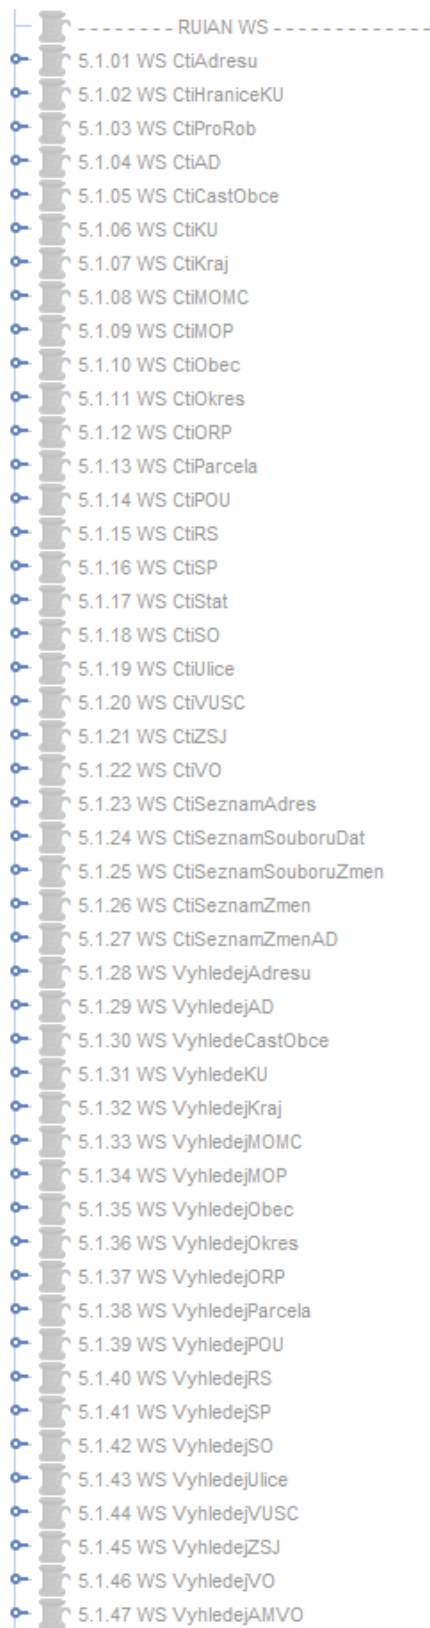 - - - - - - - - RUIAN WS - - - - - - - - - - - - -
5.1.01 WS CtiAdresu
5.1.02 WS CtiHraniceKU
5.1.03 WS CtiProRob
5.1.04 WS CtiAD
5.1.05 WS CtiCastObce
5.1.06 WS CtiKU
5.1.07 WS CtiKraj
5.1.08 WS CtiMOMC
5.1.09 WS CtiMOP
5.1.10 WS CtiObec
5.1.11 WS CtiOkres
5.1.12 WS CtiORP
5.1.13 WS CtiParcela
5.1.14 WS CtiPOU
5.1.15 WS CtiRS
5.1.16 WS CtiSP
5.1.17 WS CtiStat
5.1.18 WS CtiSO
5.1.19 WS CtiUlice
5.1.20 WS CtiVUSC
5.1.21 WS CtiZSJ
5.1.22 WS CtiVO
5.1.23 WS CtiSeznamAdres
5.1.24 WS CtiSeznamSouboruDat
5.1.25 WS CtiSeznamSouboruZmen
5.1.26 WS CtiSeznamZmen
5.1.27 WS CtiSeznamZmenAD
5.1.28 WS VyhledejAdresu
5.1.29 WS VyhledejAD
5.1.30 WS VyhledeCastObce
5.1.31 WS VyhledeKU
5.1.32 WS VyhledejKraj
5.1.33 WS VyhledejMOMC
5.1.34 WS VyhledejMOP
5.1.35 WS VyhledejObec
5.1.36 WS VyhledejOkres
5.1.37 WS VyhledejORP
5.1.38 WS VyhledejParcela
5.1.39 WS VyhledejPOU
5.1.40 WS VyhledejRS
5.1.41 WS VyhledejSP
5.1.42 WS VyhledejSO
5.1.43 WS VyhledejUlice
5.1.44 WS VyhledejVUSC
5.1.45 WS VyhledejZSJ
5.1.46 WS VyhledejVO
5.1.47 WS VyhledejAMVO